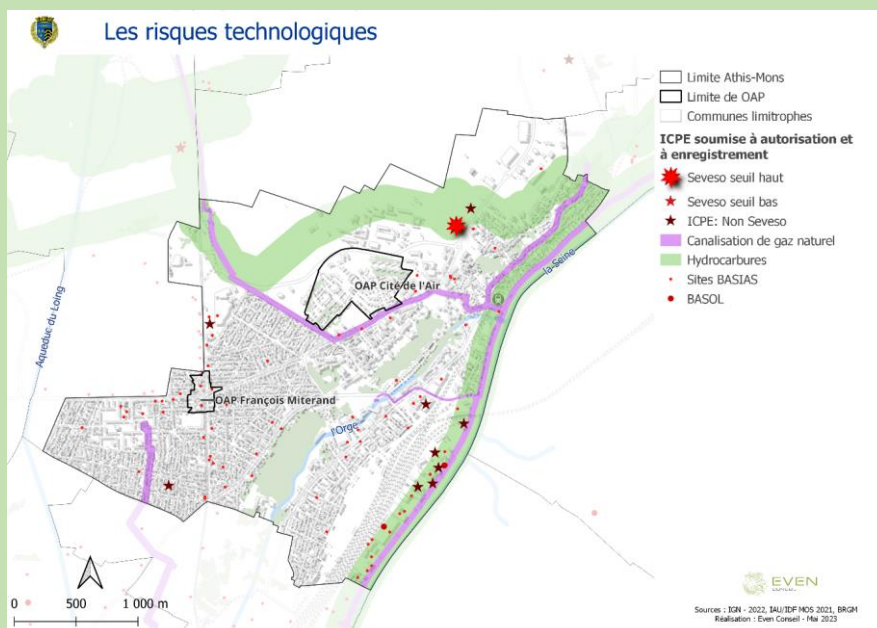 Les risques technologiques
Limite Athis-Mons
Limite de OAP
Communes limitrophes
ICPE soumise à autorisation et
à enregistrement
Seveso seuil haut
Seveso seuil bas
ICPE: Non Seveso
Canalisation de gaz naturel
Hydrocarbures
Sites BASIAS
BASOL
la-Seine
OAP Cité de l'Air
Aqueduc du Loing
OAP François Miterand
l'Orge
0 500 1 000 m
EVEN
CONSEIL
Sources : IGN - 2022, IAU/IDF MOS 2021, BRGM
Réalisation : Even Conseil - Mai 2023